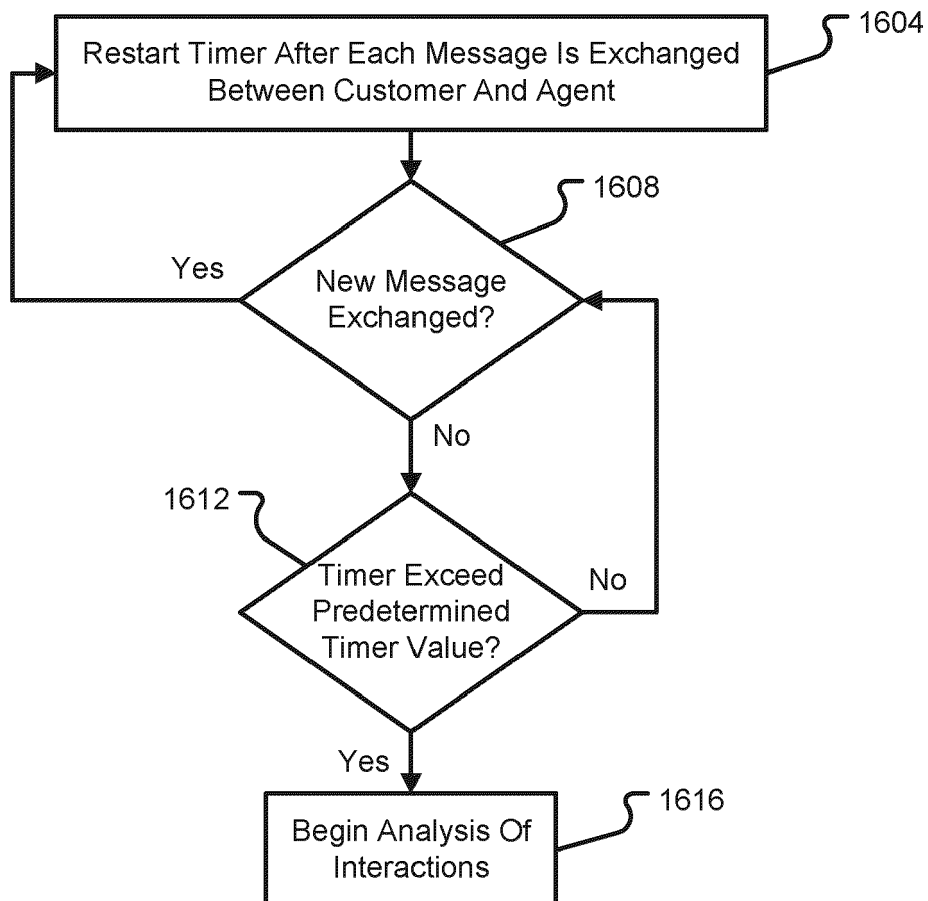 1604
Restart Timer After Each Message Is Exchanged
Between Customer And Agent
1608
Yes
New Message
Exchanged?
No
1612
Timer Exceed
Predetermined
Timer Value?
No
Yes
1616
Begin Analysis Of
Interactions